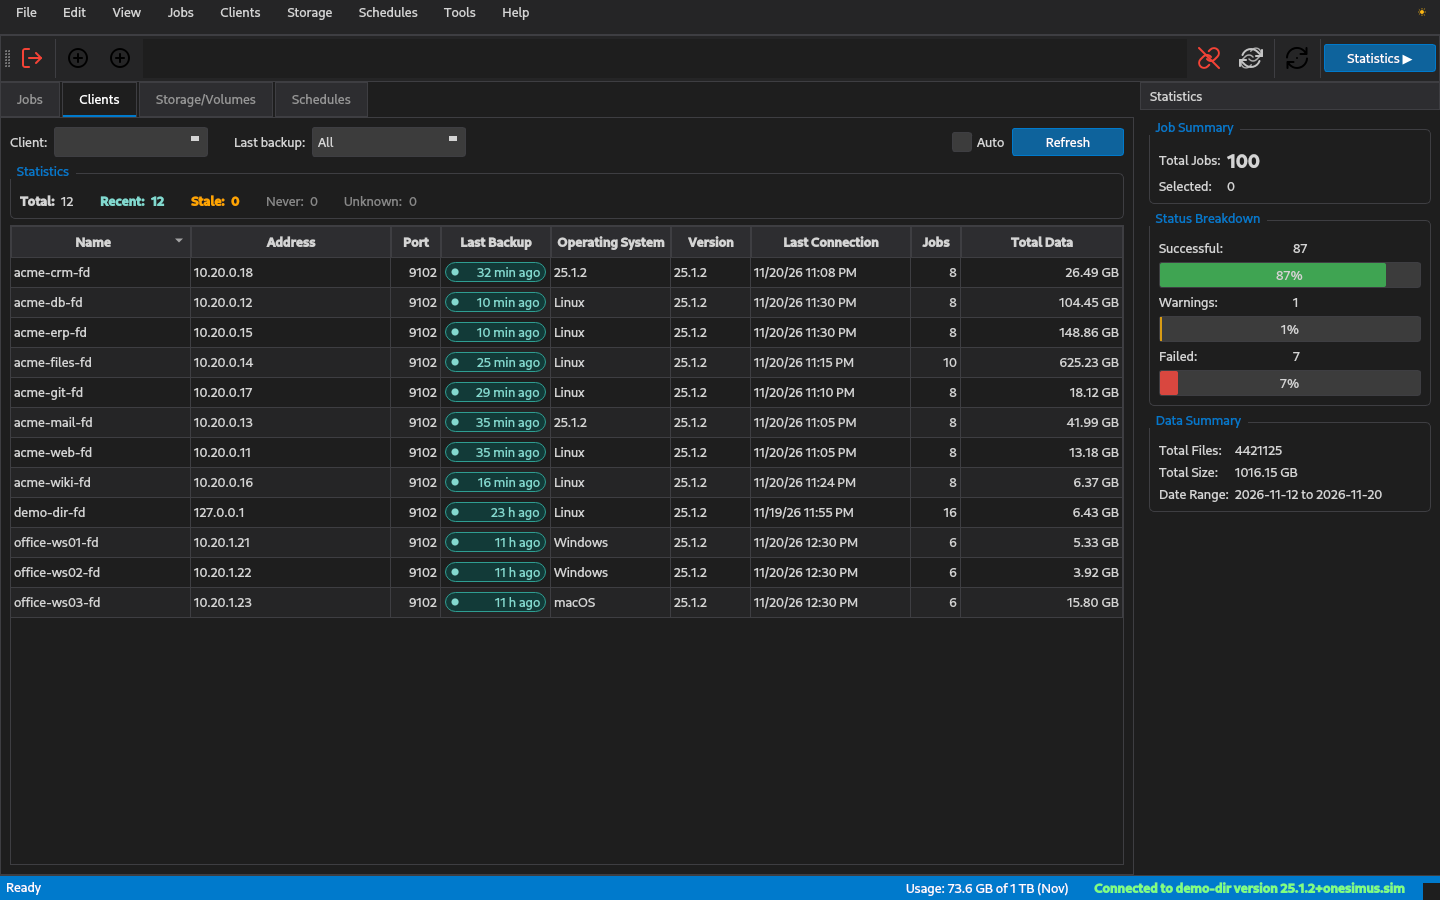 File Edit View Jobs Clients Storage Schedules Tools Help
Statistics ▶
Jobs Clients Storage/Volumes Schedules
Client: Last backup: All Auto Refresh
Statistics
Total: 12 Recent: 12 Stale: 0 Never: 0 Unknown: 0
Name Address Port Last Backup Operating System Version Last Connection Jobs Total Data
acme-crm-fd 10.20.0.18 9102 32 min ago 25.1.2 25.1.2 11/20/26 11:08 PM 8 26.49 GB
acme-db-fd 10.20.0.12 9102 10 min ago Linux 25.1.2 11/20/26 11:30 PM 8 104.45 GB
acme-erp-fd 10.20.0.15 9102 10 min ago Linux 25.1.2 11/20/26 11:30 PM 8 148.86 GB
acme-files-fd 10.20.0.14 9102 25 min ago Linux 25.1.2 11/20/26 11:15 PM 10 625.23 GB
acme-git-fd 10.20.0.17 9102 29 min ago Linux 25.1.2 11/20/26 11:10 PM 8 18.12 GB
acme-mail-fd 10.20.0.13 9102 35 min ago 25.1.2 25.1.2 11/20/26 11:05 PM 8 41.99 GB
acme-web-fd 10.20.0.11 9102 35 min ago Linux 25.1.2 11/20/26 11:05 PM 8 13.18 GB
acme-wiki-fd 10.20.0.16 9102 16 min ago Linux 25.1.2 11/20/26 11:24 PM 8 6.37 GB
demo-dir-fd 127.0.0.1 9102 23 h ago Linux 25.1.2 11/19/26 11:55 PM 16 6.43 GB
office-ws01-fd 10.20.1.21 9102 11 h ago Windows 25.1.2 11/20/26 12:30 PM 6 5.33 GB
office-ws02-fd 10.20.1.22 9102 11 h ago Windows 25.1.2 11/20/26 12:30 PM 6 3.92 GB
office-ws03-fd 10.20.1.23 9102 11 h ago macOS 25.1.2 11/20/26 12:30 PM 6 15.80 GB
Statistics
Job Summary
Total Jobs: 100
Selected: 0
Status Breakdown
Successful: 87
87%
Warnings: 1
1%
Failed: 7
7%
Data Summary
Total Files: 4421125
Total Size: 1016.15 GB
Date Range: 2026-11-12 to 2026-11-20
Ready Usage: 73.6 GB of 1 TB (Nov) Connected to demo-dir version 25.1.2+onesimus.sim